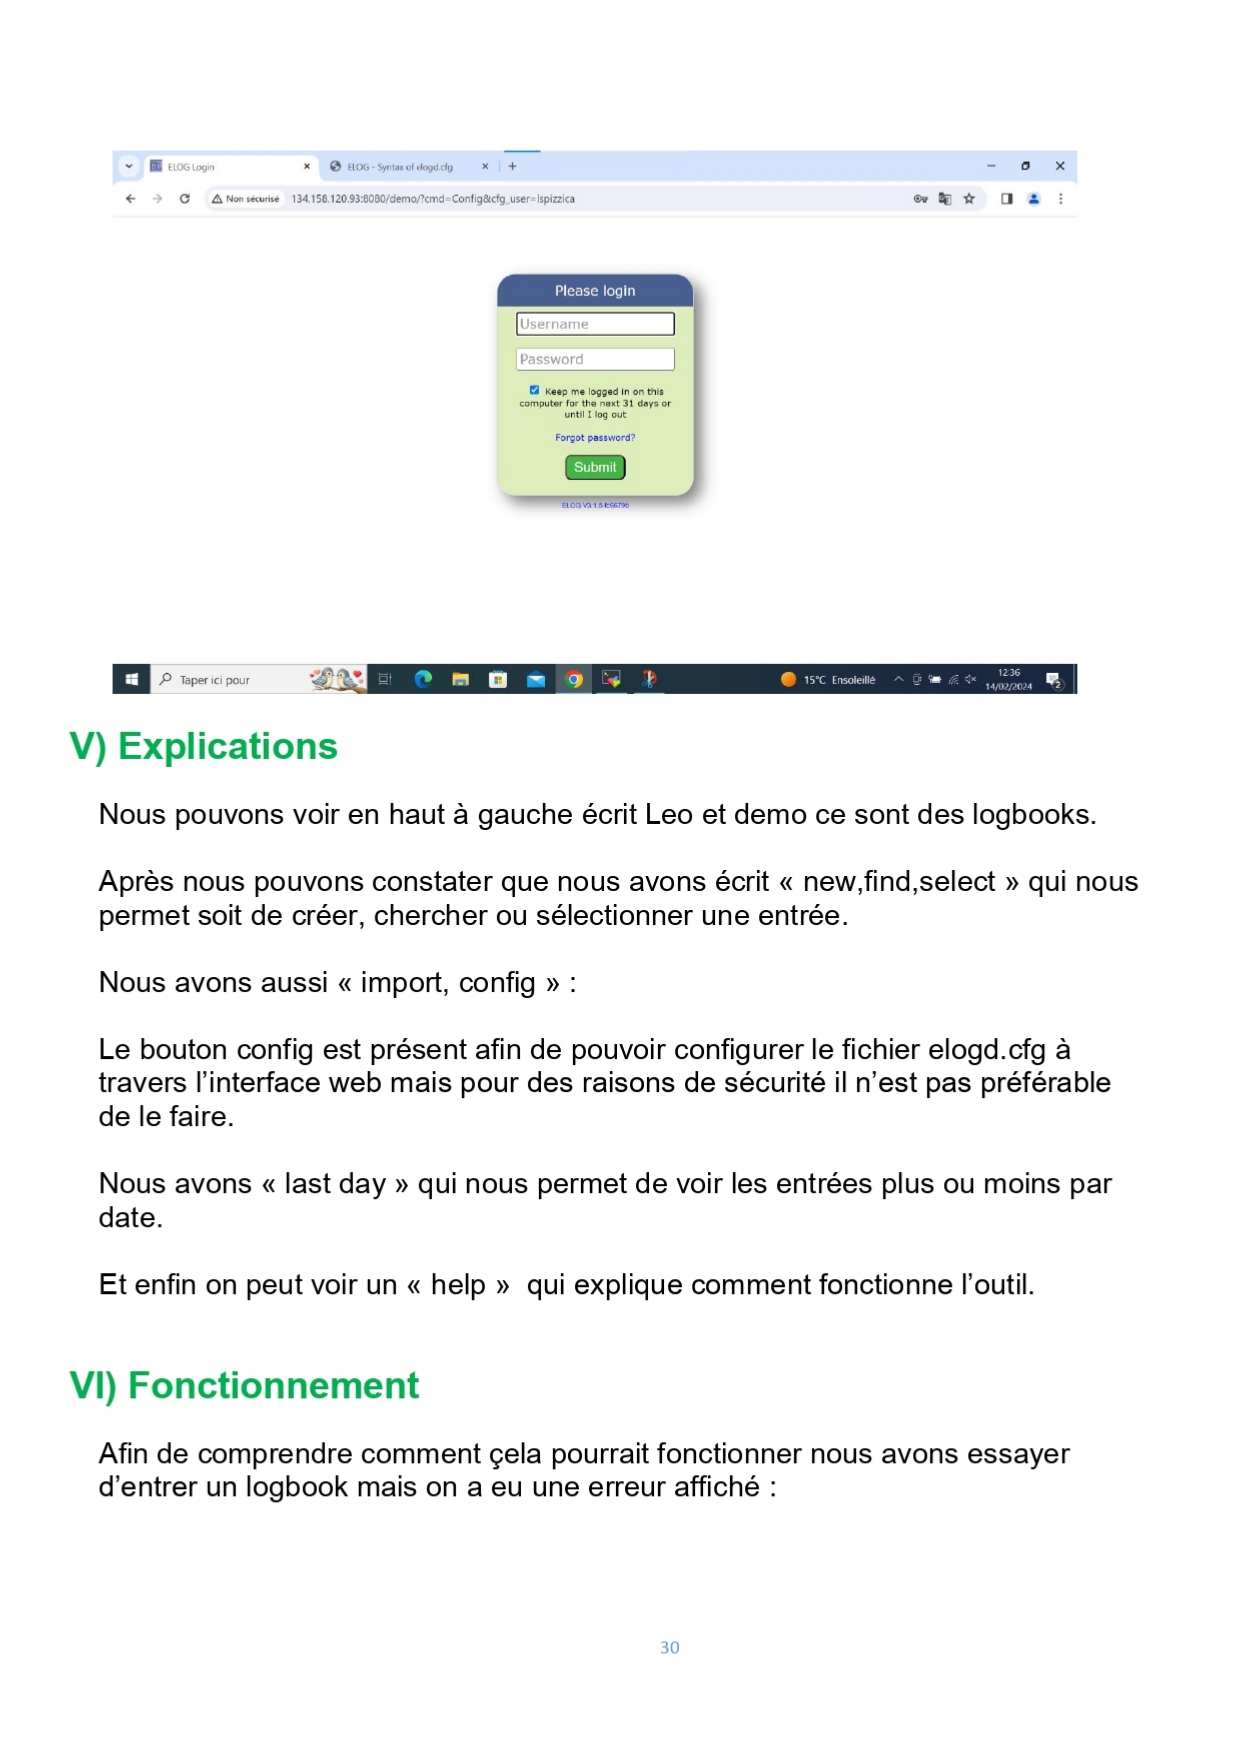 ELOG Login
ELOG - Syntax of elogd.cfg
Non sécurisé 134.158.120.93:8080/demo/?cmd=Config&cfg_user=lspizzica
Please login
Username
Password
Keep me logged in on this
computer for the next 31 days or
until I log out
Forgot password?
Submit
Taper ici pour
15°C Ensoleillé
12:36
14/02/2024
2
V) Explications
Nous pouvons voir en haut à gauche écrit Leo et demo ce sont des logbooks.
Après nous pouvons constater que nous avons écrit « new,find,select » qui nous
permet soit de créer, chercher ou sélectionner une entrée.
Nous avons aussi « import, config » :
Le bouton config est présent afin de pouvoir configurer le fichier elogd.cfg à
travers l’interface web mais pour des raisons de sécurité il n’est pas préférable
de le faire.
Nous avons « last day » qui nous permet de voir les entrées plus ou moins par
date.
Et enfin on peut voir un « help »  qui explique comment fonctionne l’outil.
VI) Fonctionnement
Afin de comprendre comment çela pourrait fonctionner nous avons essayer
d’entrer un logbook mais on a eu une erreur affiché :
30